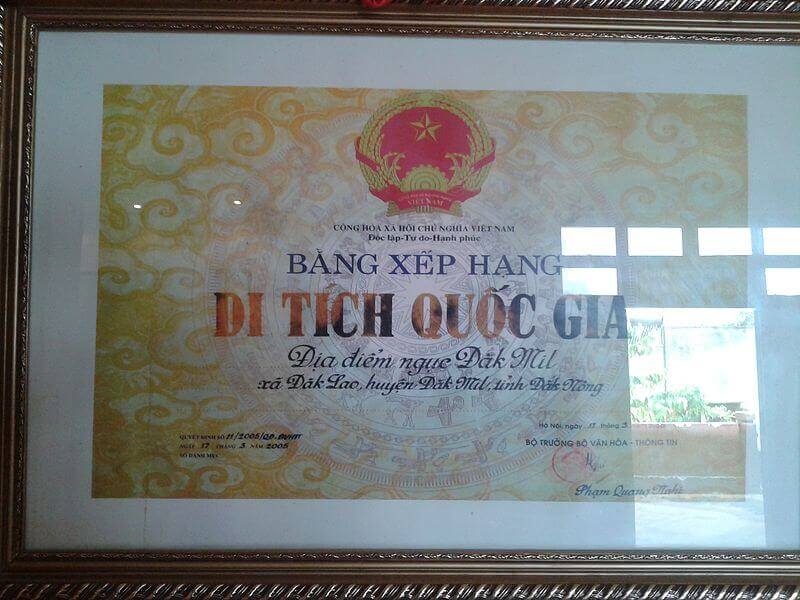 VIỆT NAM
CỘNG HÒA XÃ HỘI CHỦ NGHĨA VIỆT NAM
Độc lập-Tự do-Hạnh phúc
BẰNG XẾP HẠNG
DI TÍCH QUỐC GIA
Địa điểm ngục Đăk Mil
xã Đăk Lao, huyện Đăk Mil, tỉnh Đăk Nông
Hà Nội, ngày 17 tháng 3
QUYẾT ĐỊNH SỐ 11/2005/QĐ-BVHTT
BỘ TRƯỞNG BỘ VĂN HÓA - THÔNG TIN
NGÀY 17 THÁNG 3 NĂM 2005
SỐ DANH MỤC
Phạm Quang Nghị